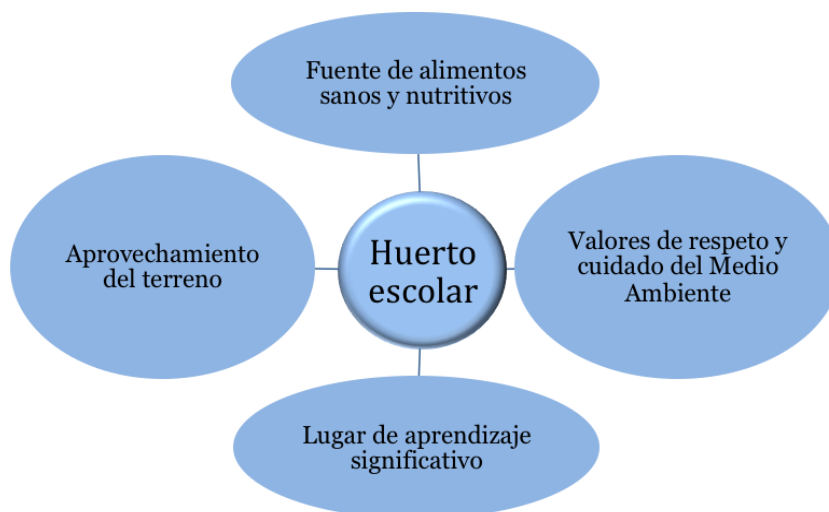 Fuente de alimentos
sanos y nutritivos
Aprovechamiento
del terreno
Huerto
escolar
Valores de respeto y
cuidado del Medio
Ambiente
Lugar de aprendizaje
significativo